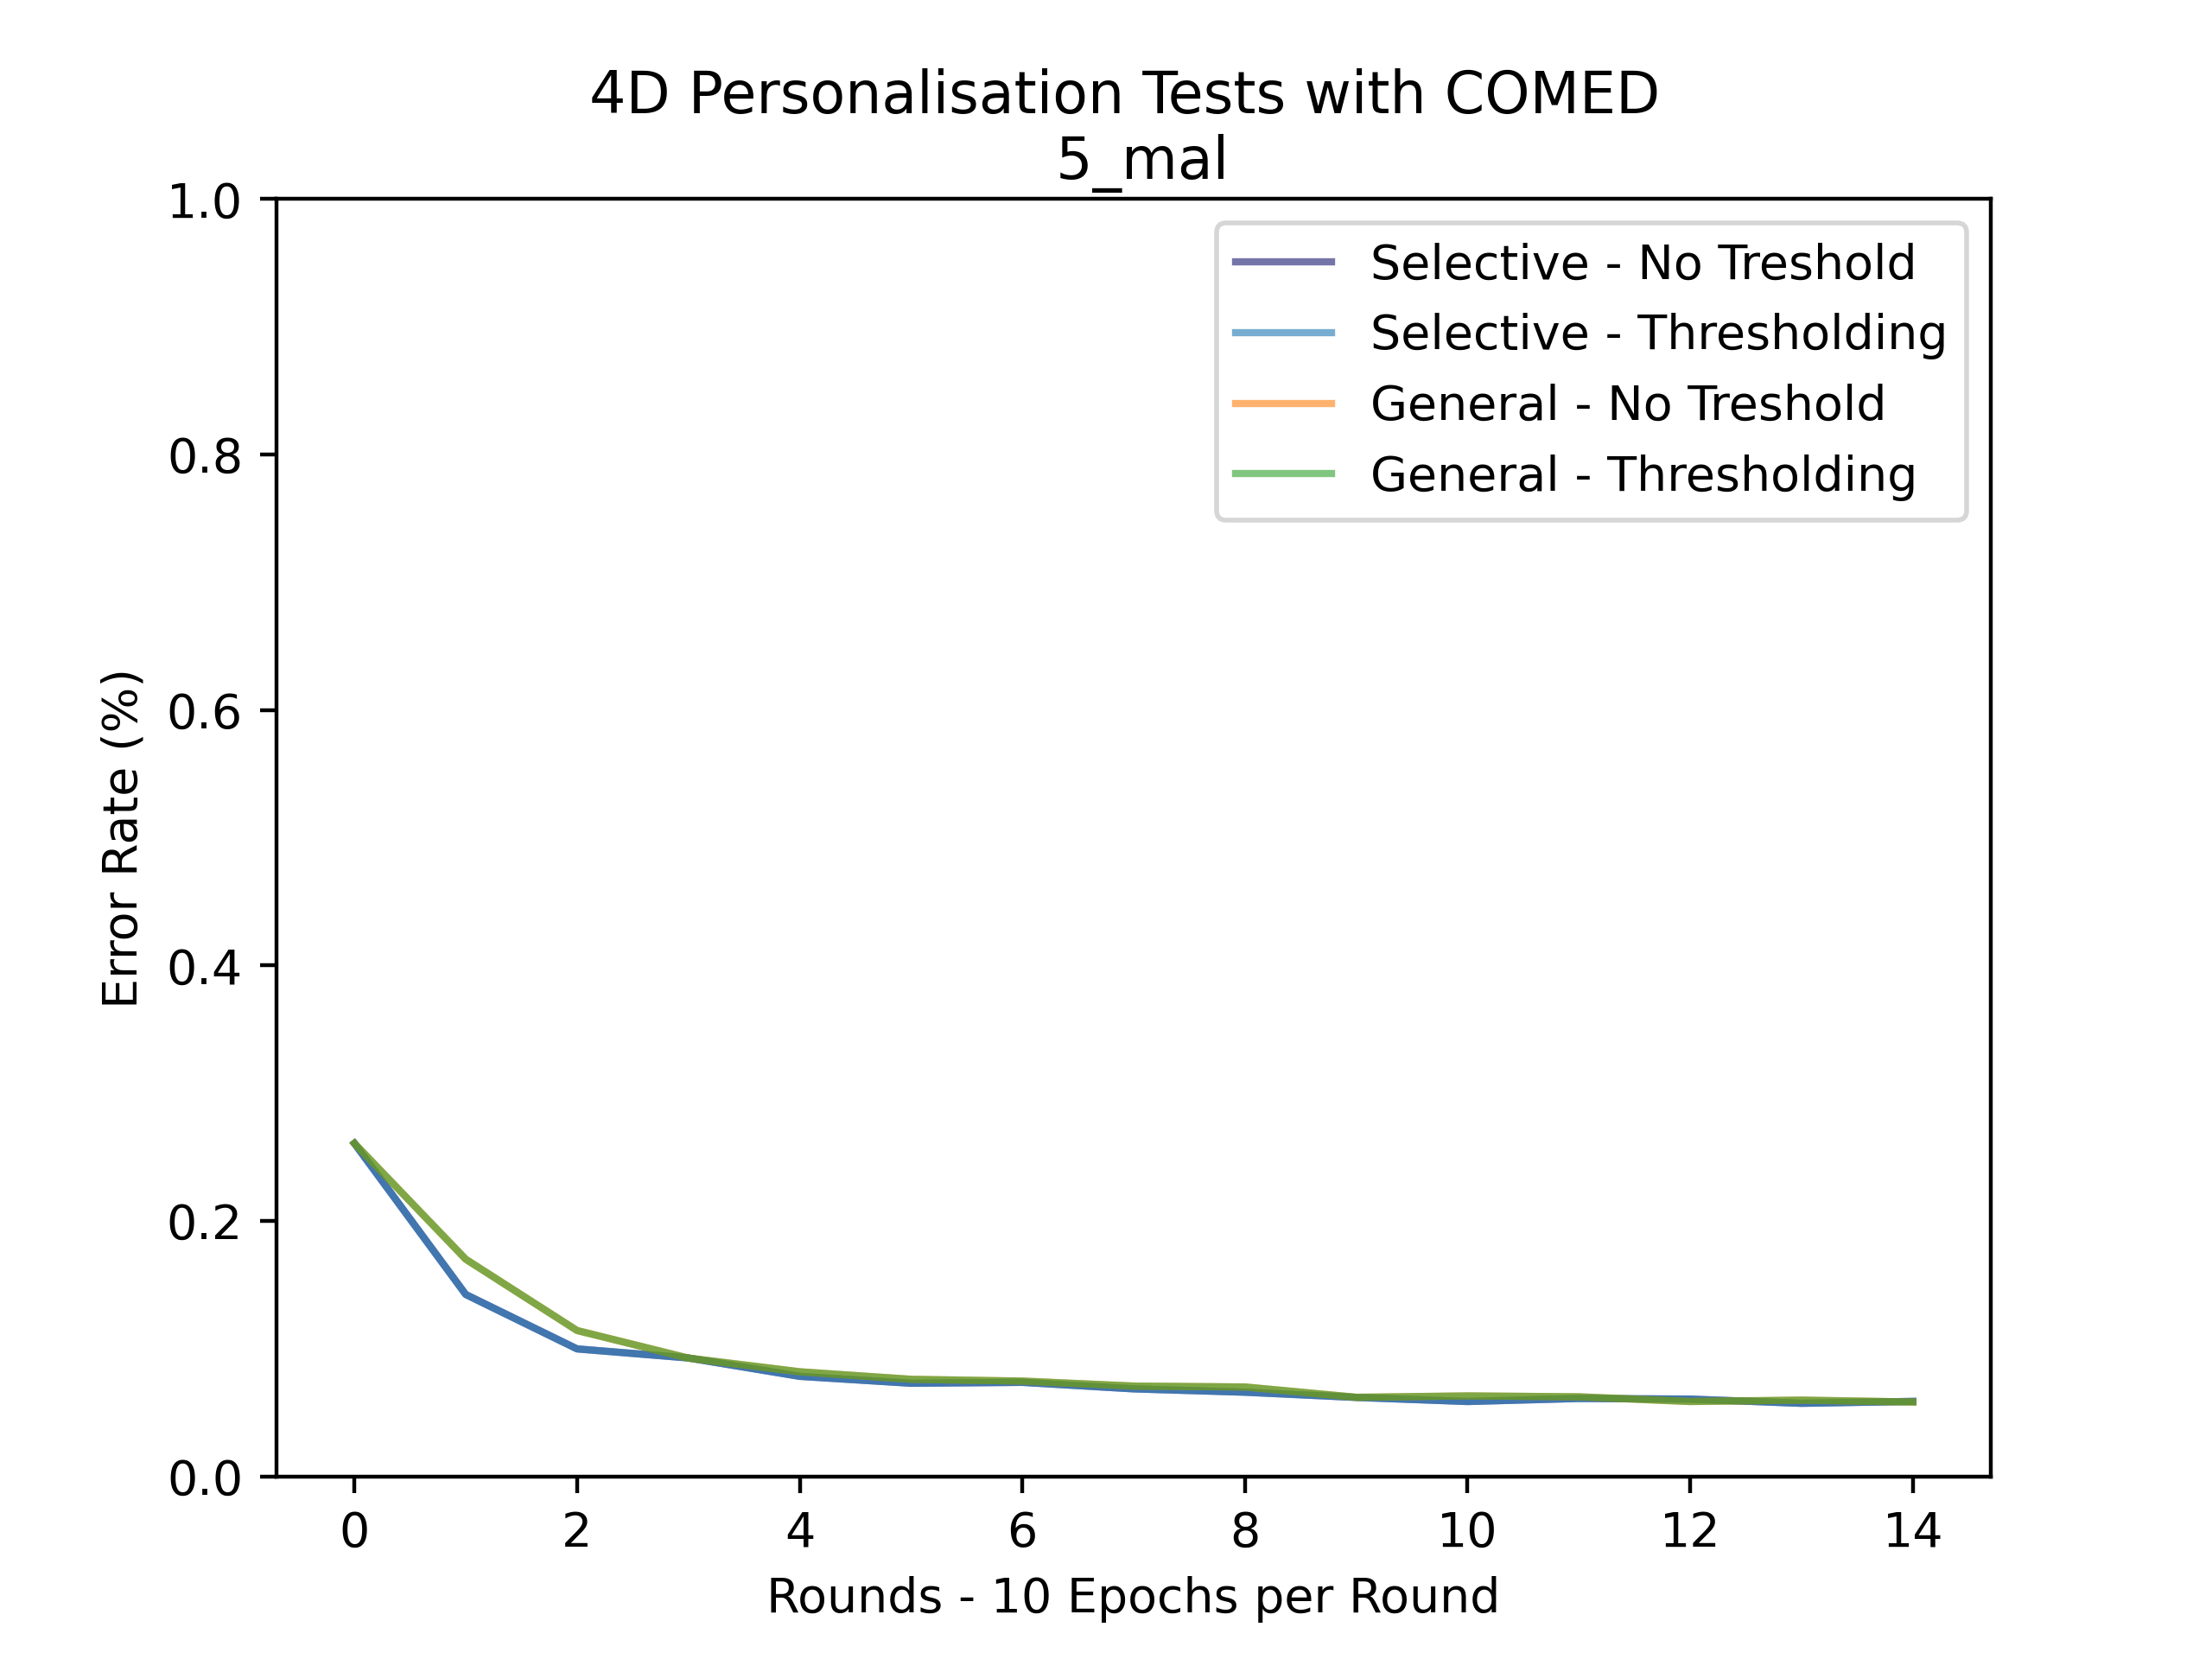 4D Personalisation Tests with COMED
5_mal
1.0
0.8
0.6
0.4
0.2
0.0
Error Rate (%)
Selective - No Treshold
Selective - Thresholding
General - No Treshold
General - Thresholding
0 2 4 6 8 10 12 14
Rounds - 10 Epochs per Round